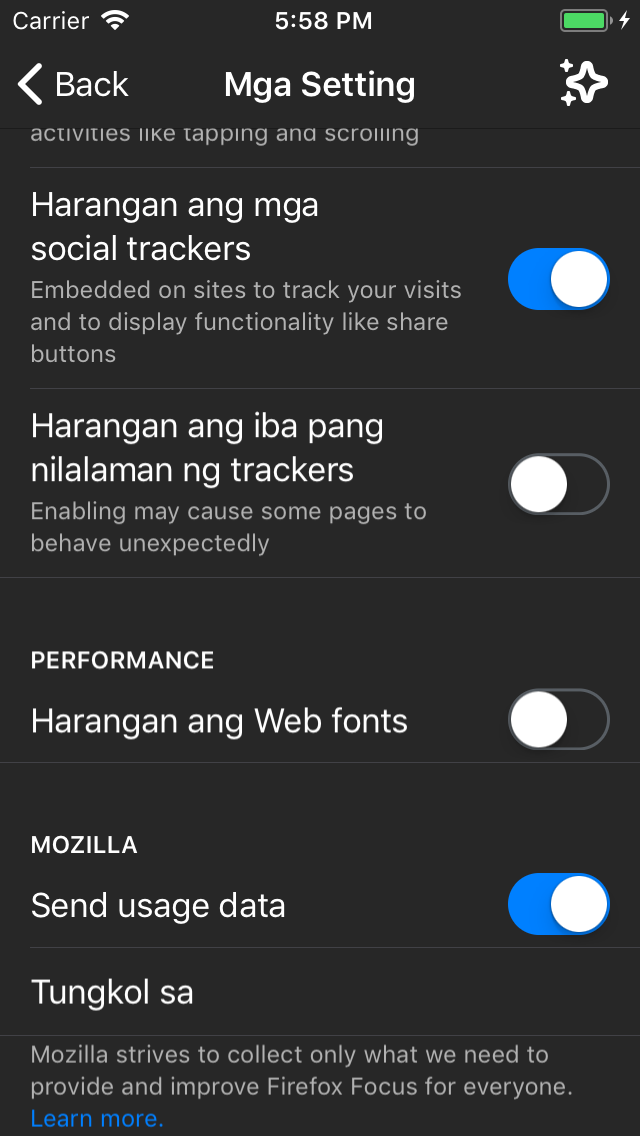 Carrier 5:58 PM
Back Mga Setting
activities like tapping and scrolling
Harangan ang mga
social trackers
Embedded on sites to track your visits
and to display functionality like share
buttons
Harangan ang iba pang
nilalaman ng trackers
Enabling may cause some pages to
behave unexpectedly
PERFORMANCE
Harangan ang Web fonts
MOZILLA
Send usage data
Tungkol sa
Mozilla strives to collect only what we need to
provide and improve Firefox Focus for everyone.
Learn more.